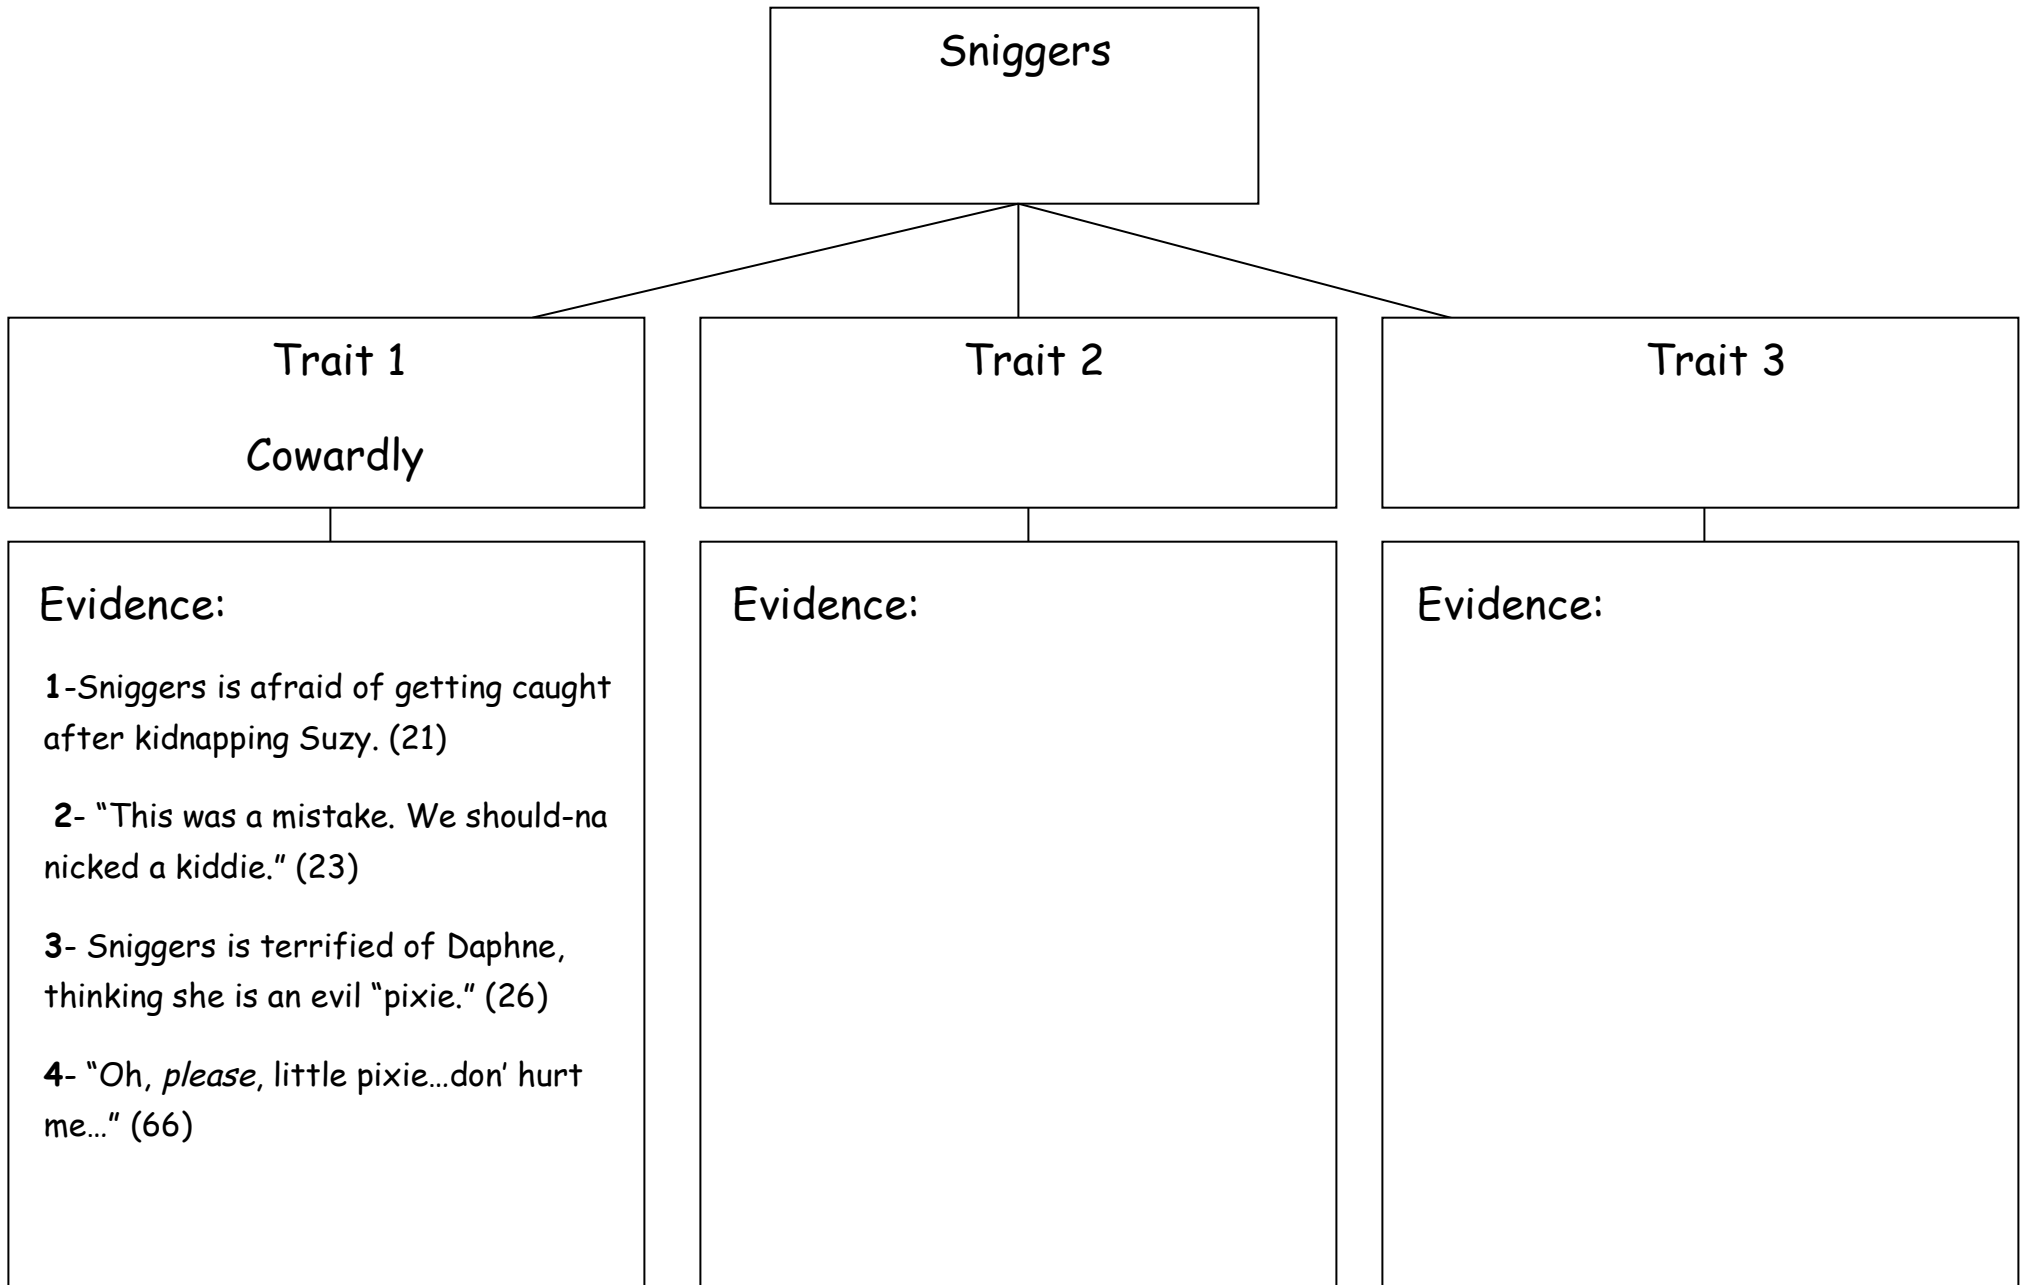 Sniggers
Trait 1
Cowardly
Trait 2
Trait 3
Evidence:
1-Sniggers is afraid of getting caught
after kidnapping Suzy. (21)
2- “This was a mistake. We should-na
nicked a kiddie.” (23)
3- Sniggers is terrified of Daphne,
thinking she is an evil “pixie.” (26)
4- “Oh, please, little pixie…don’ hurt
me…” (66)
Evidence:
Evidence: